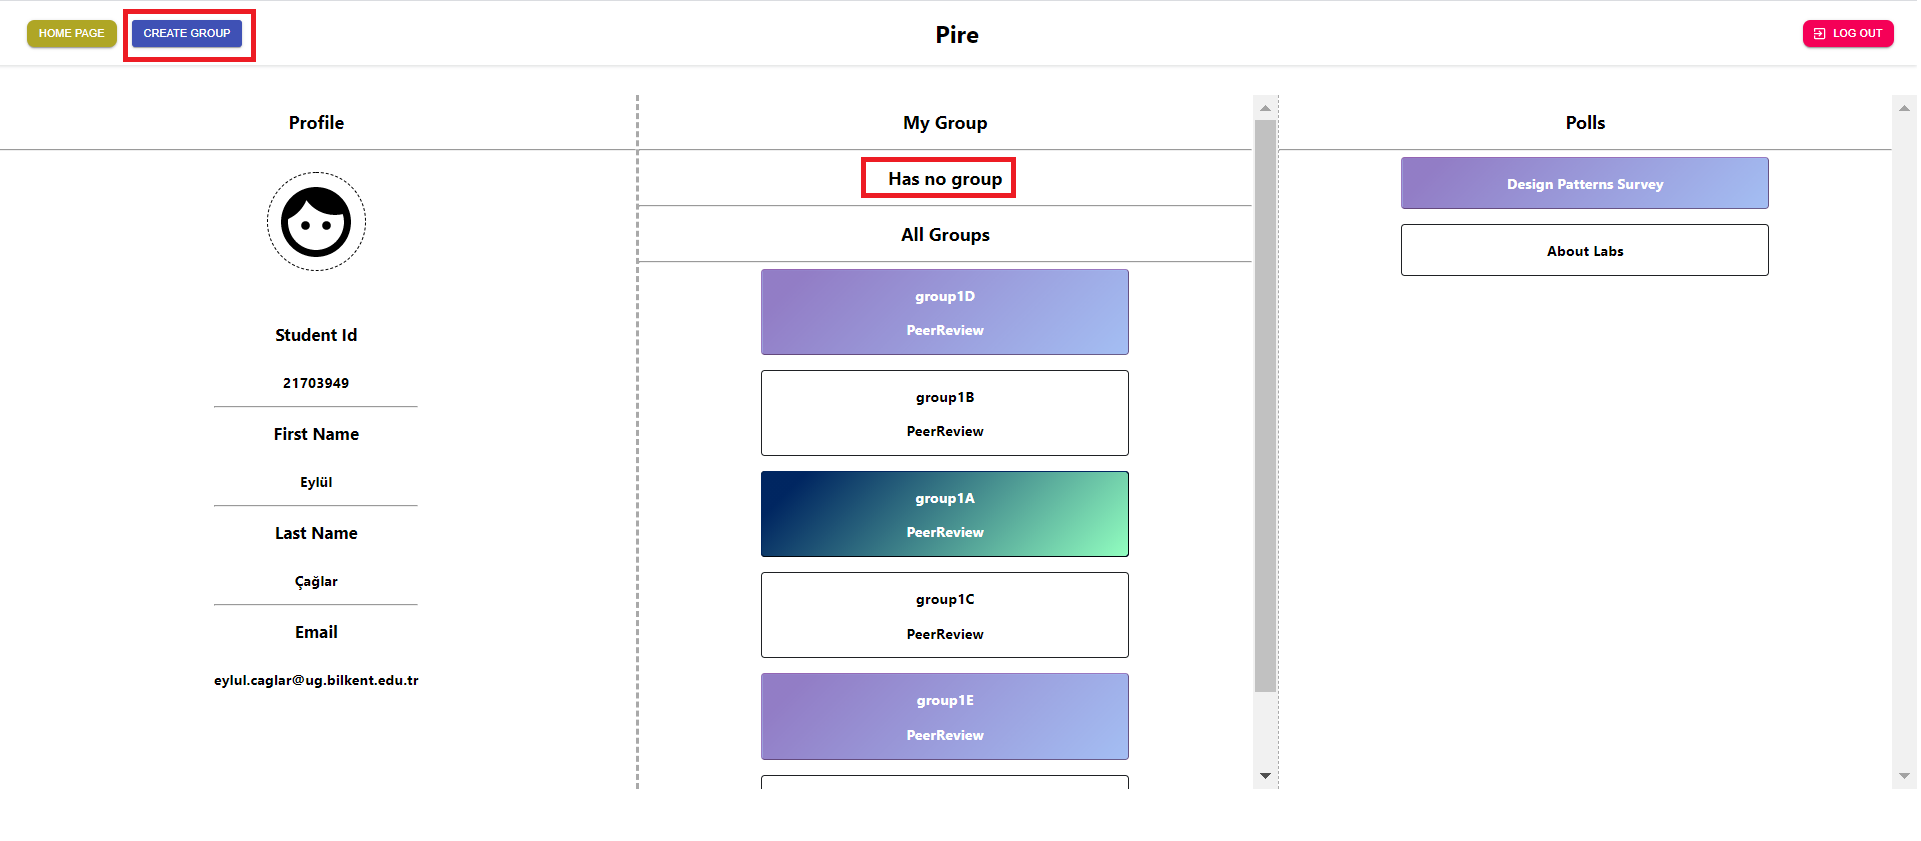 HOME PAGE
CREATE GROUP
Pire
LOG OUT
Profile
Student Id
21703949
First Name
Eylül
Last Name
Çağlar
Email
eylul.caglar@ug.bilkent.edu.tr
My Group
Has no group
All Groups
group1D
PeerReview
group1B
PeerReview
group1A
PeerReview
group1C
PeerReview
group1E
PeerReview
Polls
Design Patterns Survey
About Labs